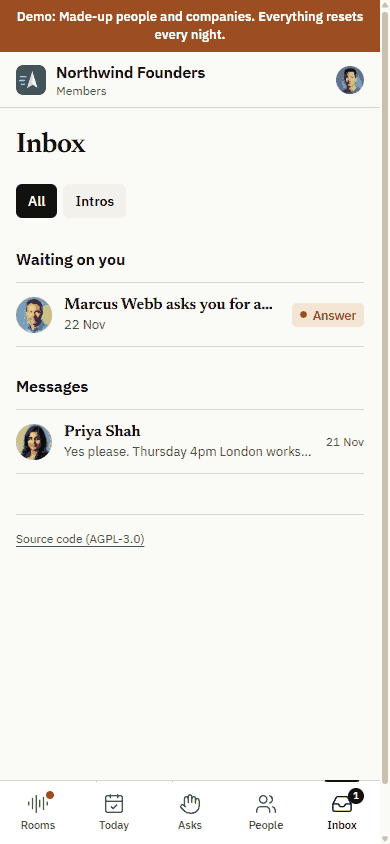 Demo: Made-up people and companies. Everything resets
every night.
Northwind Founders
Members
Inbox
All
Intros
Waiting on you
Marcus Webb asks you for a...
22 Nov
Answer
Messages
Priya Shah
Yes please. Thursday 4pm London works...
21 Nov
Source code (AGPL-3.0)
1
Rooms
Today
Asks
People
Inbox